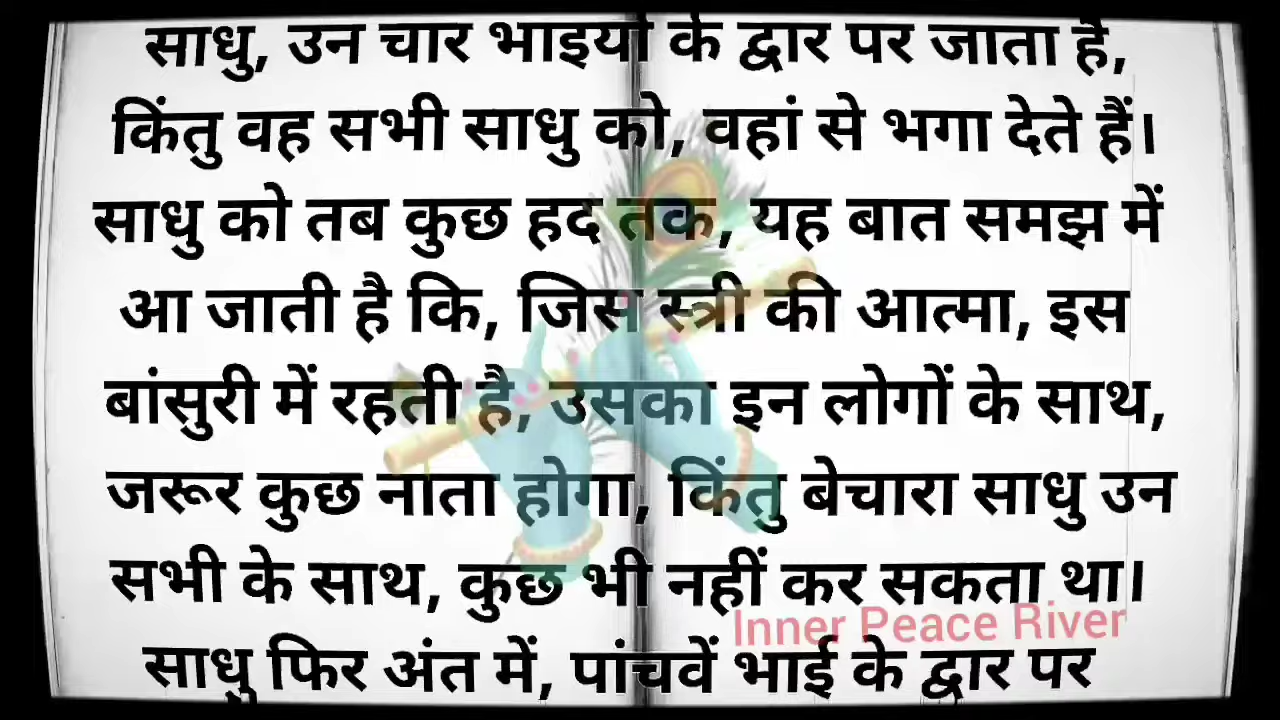 साधु, उन चार भाइयों के द्वार पर जाता है,
किंतु वह सभी साधु को, वहां से भगा देते हैं।
साधु को तब कुछ हद तक, यह बात समझ में
आ जाती है कि, जिस स्त्री की आत्मा, इस
बांसुरी में रहती है, उसका इन लोगों के साथ,
जरूर कुछ नाता होगा, किंतु बेचारा साधु उन
सभी के साथ, कुछ भी नहीं कर सकता था।
Inner Peace River
साधु फिर अंत में, पांचवें भाई के द्वार पर